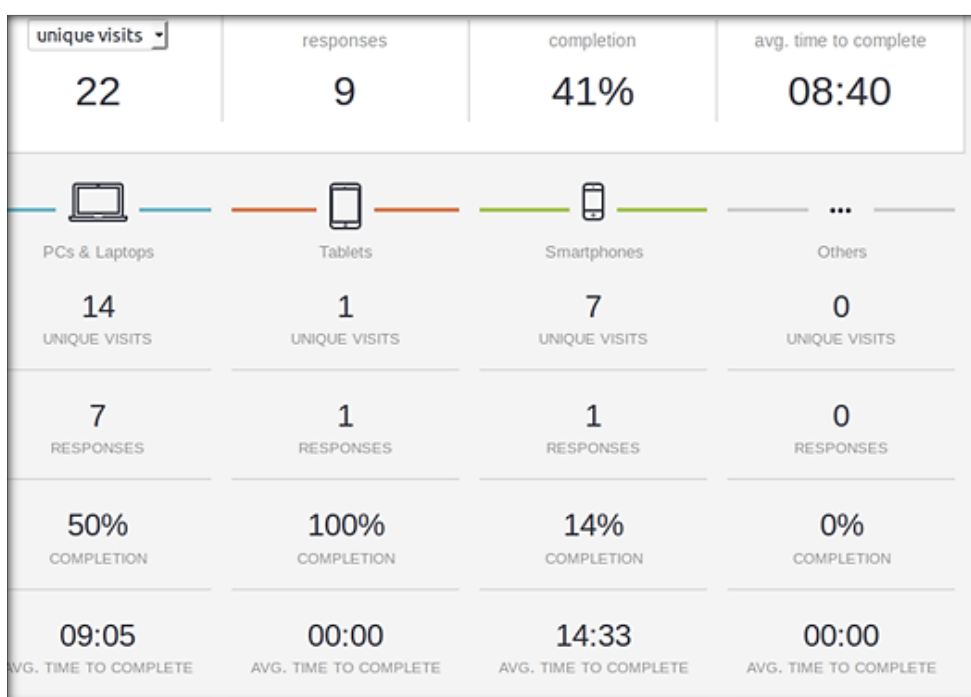 unique visits
responses
completion
avg. time to complete
22
9
41%
08:40
PCs & Laptops
Tablets
Smartphones
Others
14
1
7
0
UNIQUE VISITS
UNIQUE VISITS
UNIQUE VISITS
UNIQUE VISITS
7
1
1
0
RESPONSES
RESPONSES
RESPONSES
RESPONSES
50%
100%
14%
0%
COMPLETION
COMPLETION
COMPLETION
COMPLETION
09:05
00:00
14:33
00:00
AVG. TIME TO COMPLETE
AVG. TIME TO COMPLETE
AVG. TIME TO COMPLETE
AVG. TIME TO COMPLETE